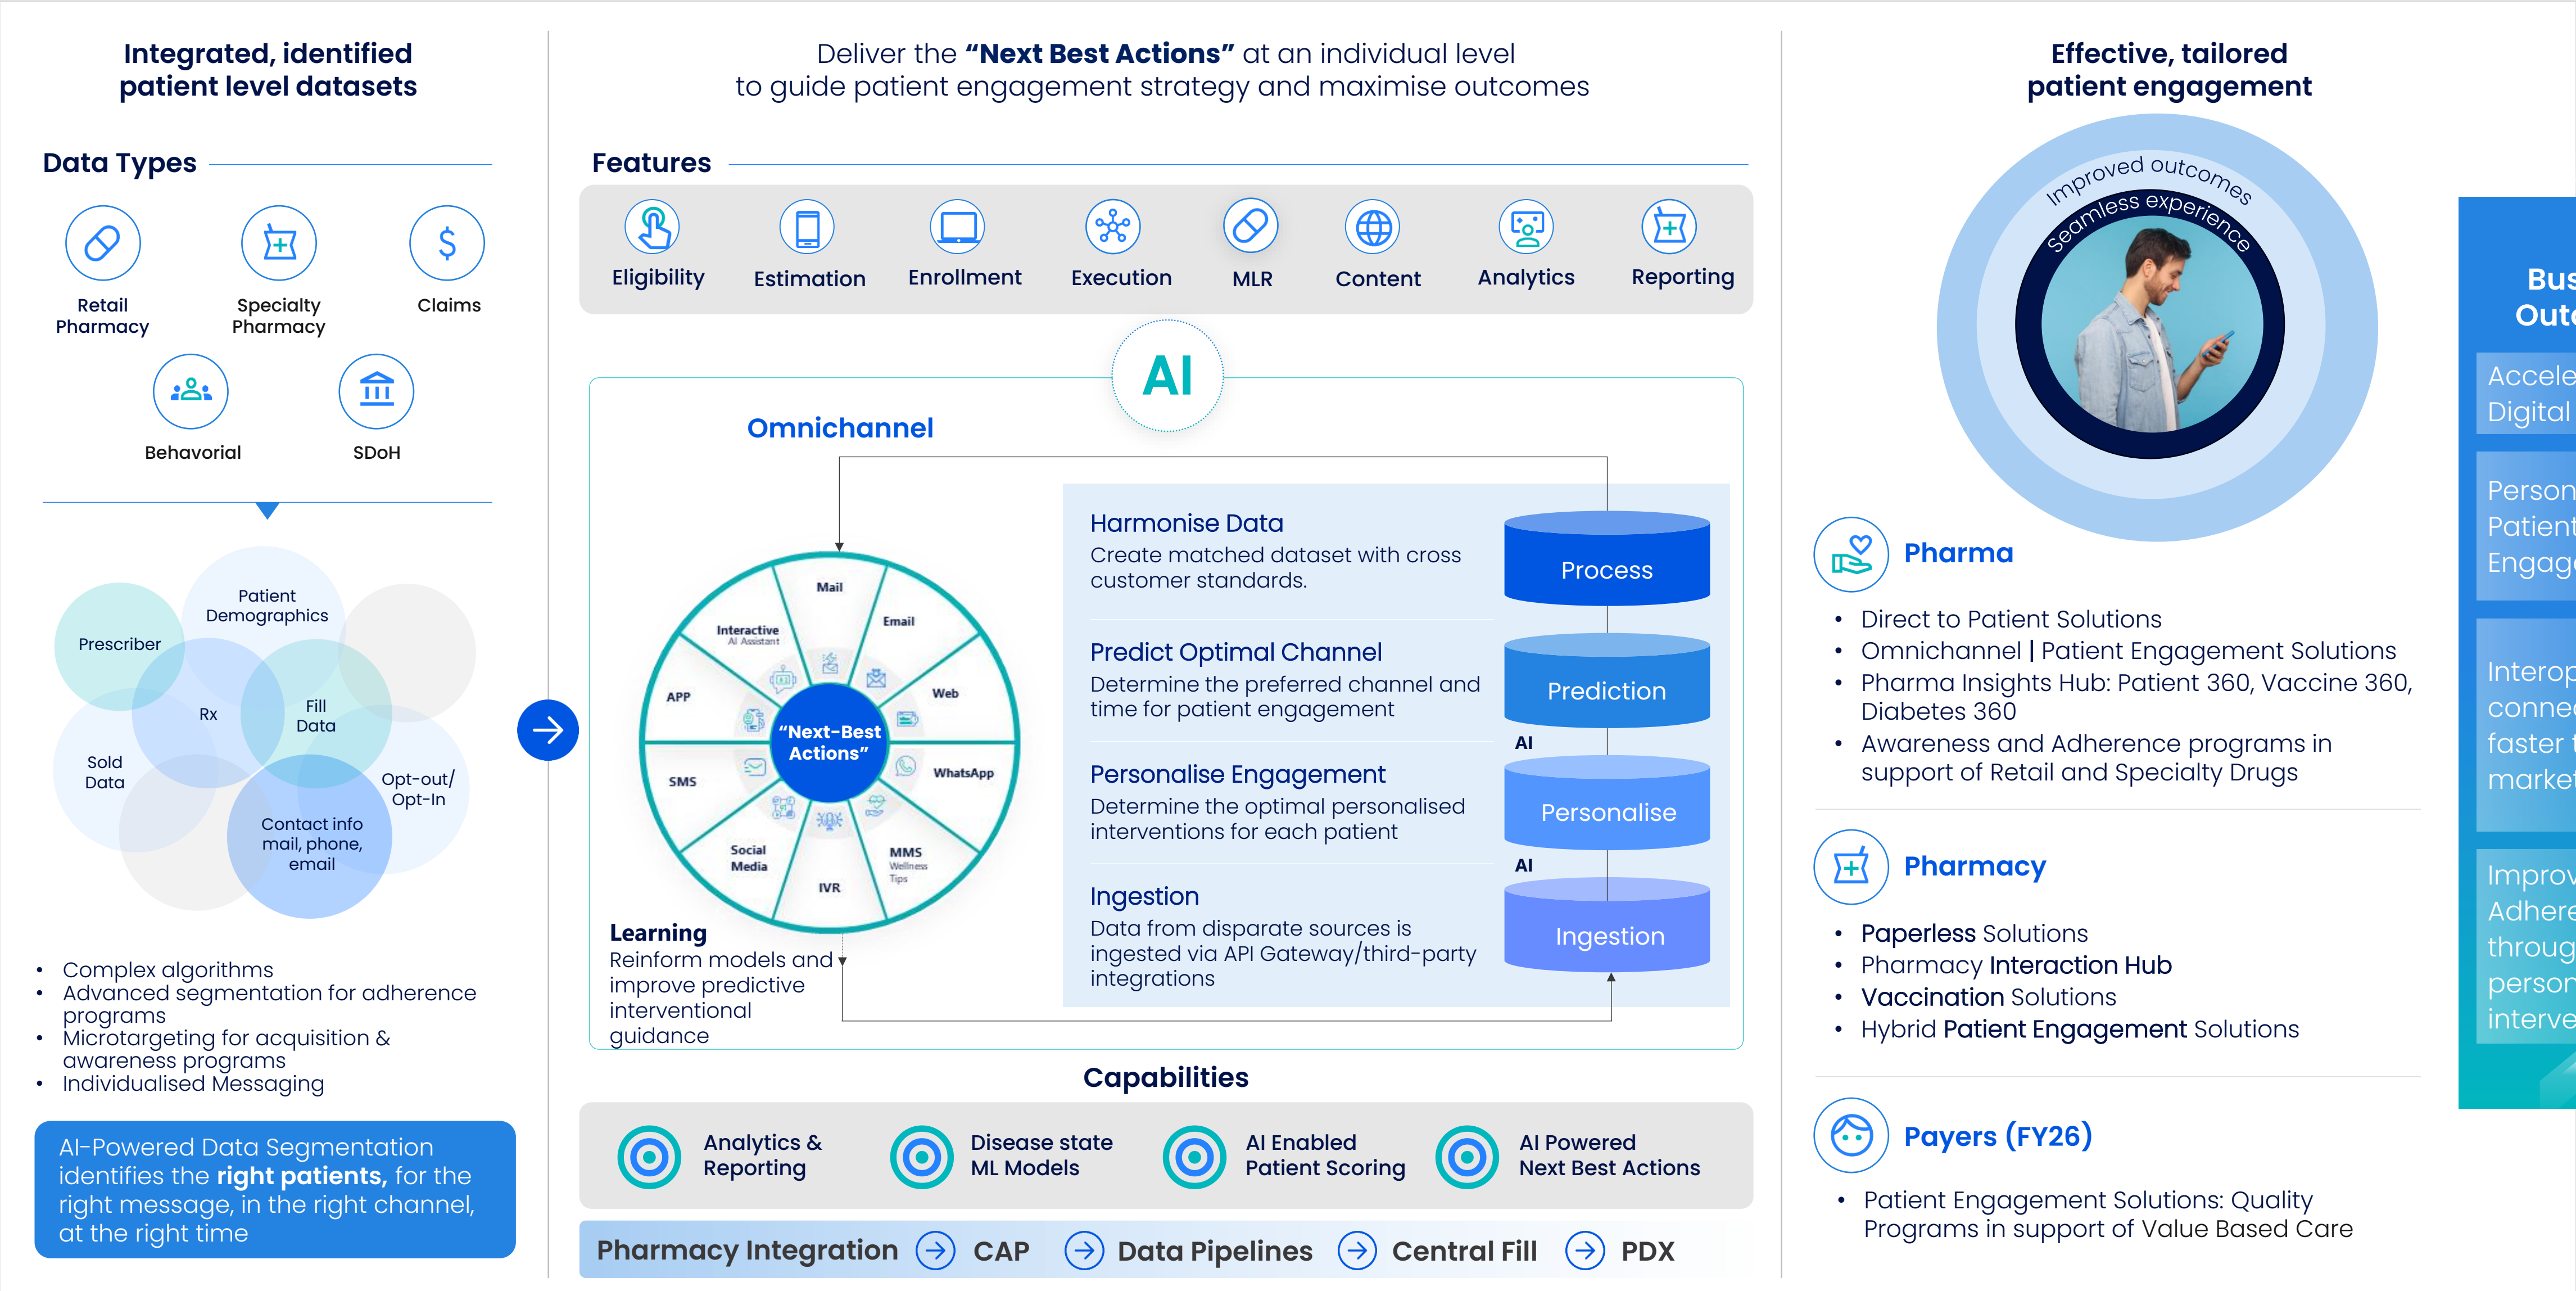 Integrated, identified
patient level datasets
Data Types
Retail
Pharmacy
Specialty
Pharmacy
Claims
Behavorial
SDoH
Patient
Demographics
Prescriber
Rx
Fill
Data
Sold
Data
Opt-out/
Opt-In
Contact info
mail, phone,
email
• Complex algorithms
• Advanced segmentation for adherence
programs
• Microtargeting for acquisition &
awareness programs
• Individualised Messaging
AI-Powered Data Segmentation
identifies the right patients, for the
right message, in the right channel,
at the right time
Deliver the “Next Best Actions” at an individual level
to guide patient engagement strategy and maximise outcomes
Features
Eligibility
Estimation
Enrollment
Execution
MLR
Content
Analytics
Reporting
AI
Omnichannel
Mail
Email
Web
WhatsApp
MMS
Wellness
Tips
IVR
Social
Media
SMS
APP
Interactive
AI Assistant
“Next-Best
Actions”
Learning
Reinform models and
improve predictive
interventional
guidance
Harmonise Data
Create matched dataset with cross
customer standards.
Process
Predict Optimal Channel
Determine the preferred channel and
time for patient engagement
Prediction
AI
Personalise Engagement
Determine the optimal personalised
interventions for each patient
Personalise
AI
Ingestion
Data from disparate sources is
ingested via API Gateway/third-party
integrations
Ingestion
Capabilities
Analytics &
Reporting
Disease state
ML Models
AI Enabled
Patient Scoring
AI Powered
Next Best Actions
Pharmacy Integration
CAP
Data Pipelines
Central Fill
PDX
Effective, tailored
patient engagement
Improved outcomes
Seamless experience
Pharma
• Direct to Patient Solutions
• Omnichannel | Patient Engagement Solutions
• Pharma Insights Hub: Patient 360, Vaccine 360,
Diabetes 360
• Awareness and Adherence programs in
support of Retail and Specialty Drugs
Pharmacy
• Paperless Solutions
• Pharmacy Interaction Hub
• Vaccination Solutions
• Hybrid Patient Engagement Solutions
Payers (FY26)
• Patient Engagement Solutions: Quality
Programs in support of Value Based Care
Digital
Patient
faster